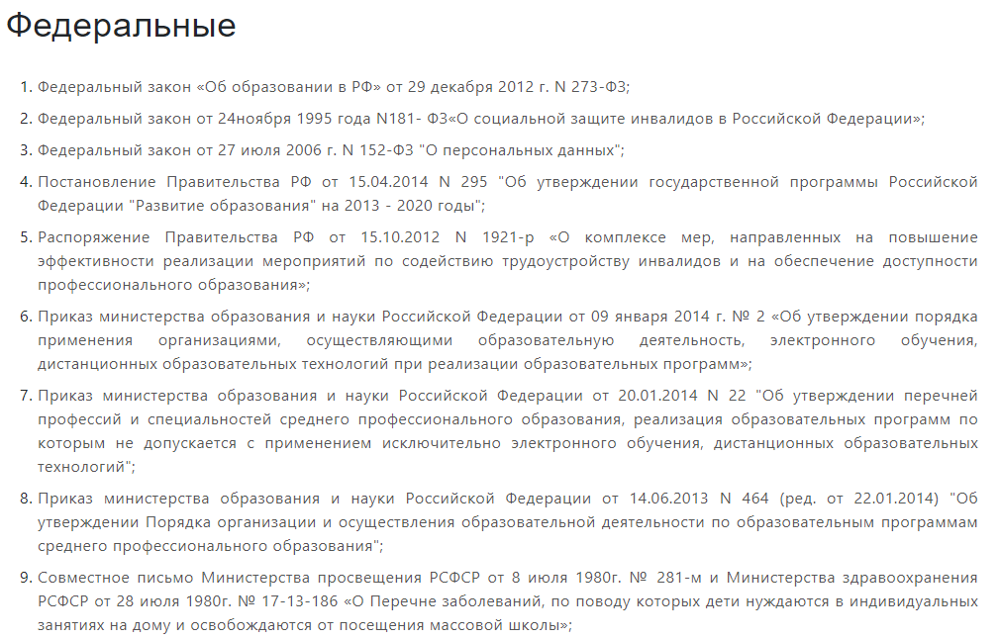 Федеральные
1. Федеральный закон «Об образовании в РФ» от 29 декабря 2012 г. N 273-ФЗ;
2. Федеральный закон от 24ноября 1995 года N181- ФЗ«О социальной защите инвалидов в Российской Федерации»;
3. Федеральный закон от 27 июля 2006 г. N 152-ФЗ "О персональных данных";
4. Постановление Правительства РФ от 15.04.2014 N 295 "Об утверждении государственной программы Российской
Федерации "Развитие образования" на 2013 - 2020 годы";
5. Распоряжение Правительства РФ от 15.10.2012 N 1921-р «О комплексе мер, направленных на повышение
эффективности реализации мероприятий по содействию трудоустройству инвалидов и на обеспечение доступности
профессионального образования»;
6. Приказ министерства образования и науки Российской Федерации от 09 января 2014 г. № 2 «Об утверждении порядка
применения организациями, осуществляющими образовательную деятельность, электронного обучения,
дистанционных образовательных технологий при реализации образовательных программ»;
7. Приказ министерства образования и науки Российской Федерации от 20.01.2014 N 22 "Об утверждении перечней
профессий и специальностей среднего профессионального образования, реализация образовательных программ по
которым не допускается с применением исключительно электронного обучения, дистанционных образовательных
технологий";
8. Приказ министерства образования и науки Российской Федерации от 14.06.2013 N 464 (ред. от 22.01.2014) "Об
утверждении Порядка организации и осуществления образовательной деятельности по образовательным программам
среднего профессионального образования";
9. Совместное письмо Министерства просвещения РСФСР от 8 июля 1980г. № 281-м и Министерства здравоохранения
РСФСР от 28 июля 1980г. № 17-13-186 «О Перечне заболеваний, по поводу которых дети нуждаются в индивидуальных
занятиях на дому и освобождаются от посещения массовой школы»;